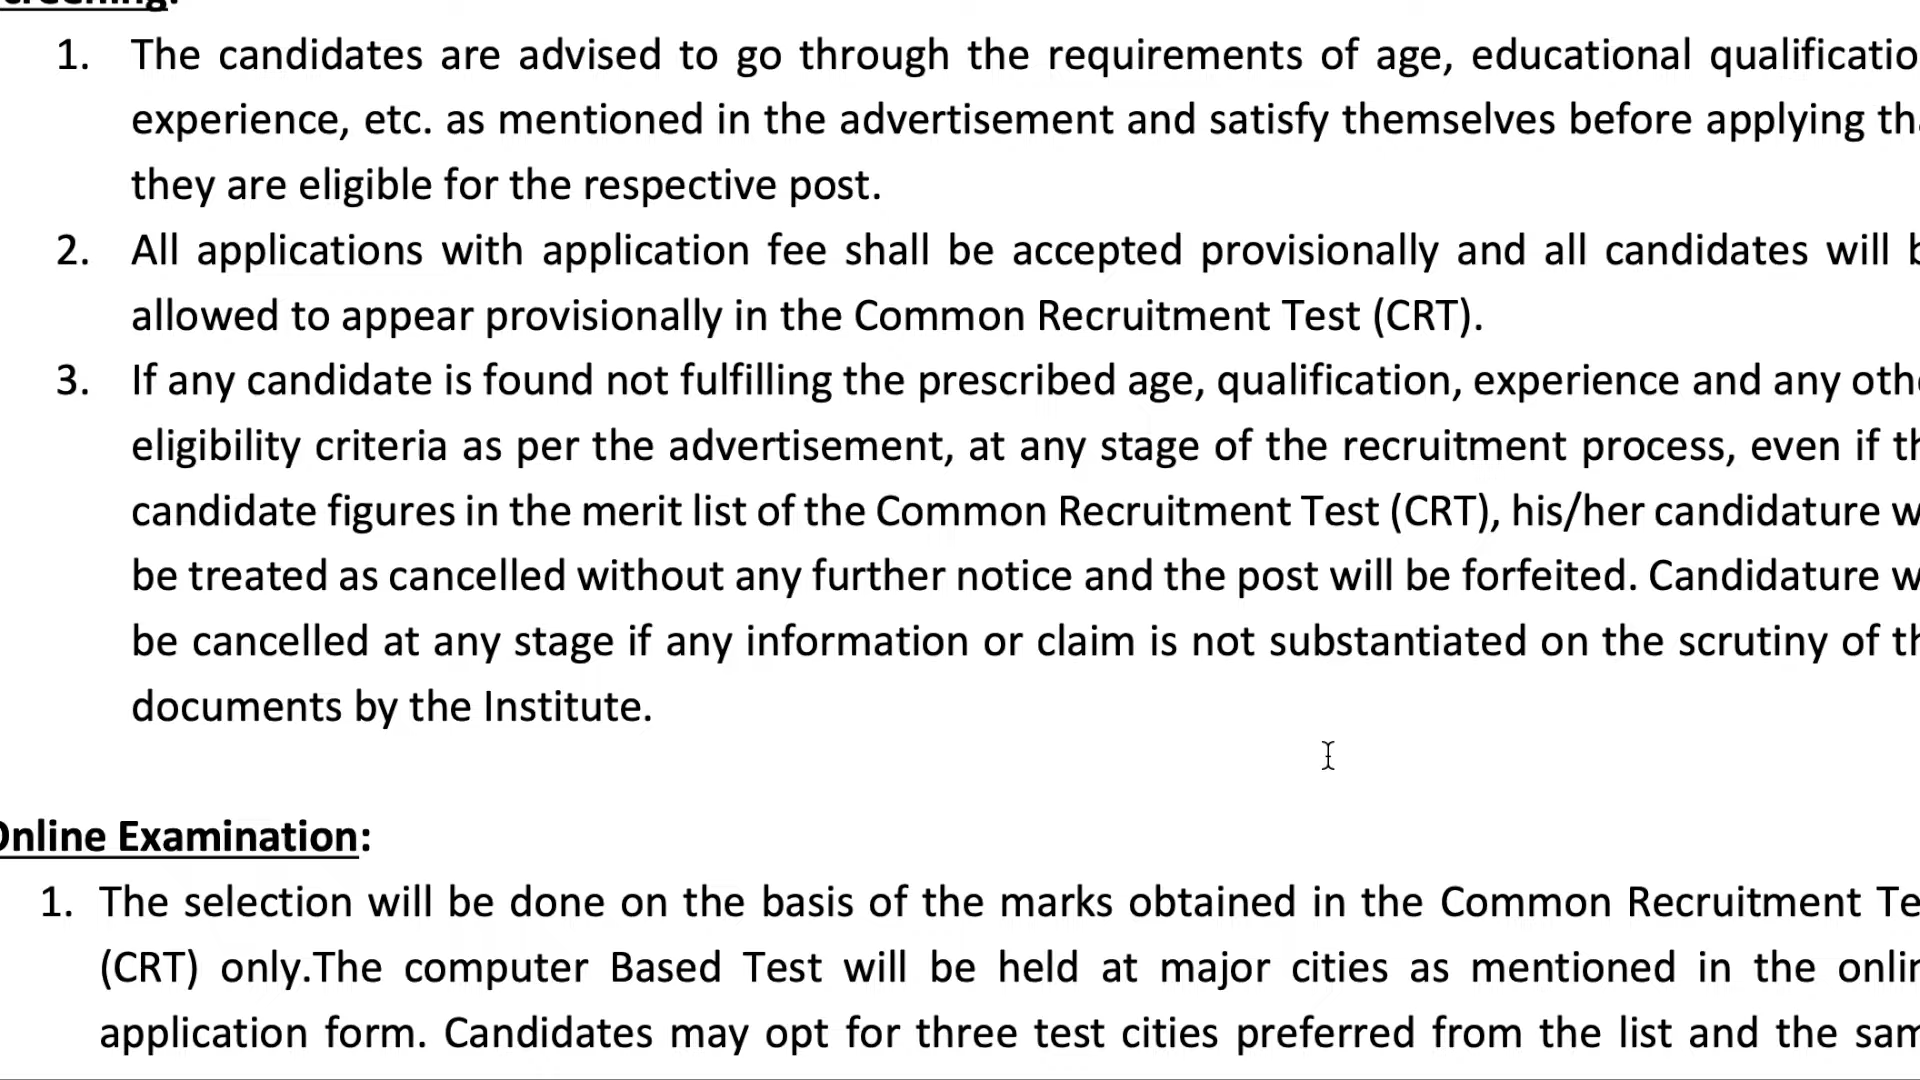 Screening:
1. The candidates are advised to go through the requirements of age, educational qualificatio
experience, etc. as mentioned in the advertisement and satisfy themselves before applying tha
they are eligible for the respective post.
2. All applications with application fee shall be accepted provisionally and all candidates will b
allowed to appear provisionally in the Common Recruitment Test (CRT).
3. If any candidate is found not fulfilling the prescribed age, qualification, experience and any othe
eligibility criteria as per the advertisement, at any stage of the recruitment process, even if th
candidate figures in the merit list of the Common Recruitment Test (CRT), his/her candidature w
be treated as cancelled without any further notice and the post will be forfeited. Candidature w
be cancelled at any stage if any information or claim is not substantiated on the scrutiny of th
documents by the Institute.
Online Examination:
1. The selection will be done on the basis of the marks obtained in the Common Recruitment Te
(CRT) only.The computer Based Test will be held at major cities as mentioned in the onlin
application form. Candidates may opt for three test cities preferred from the list and the sam